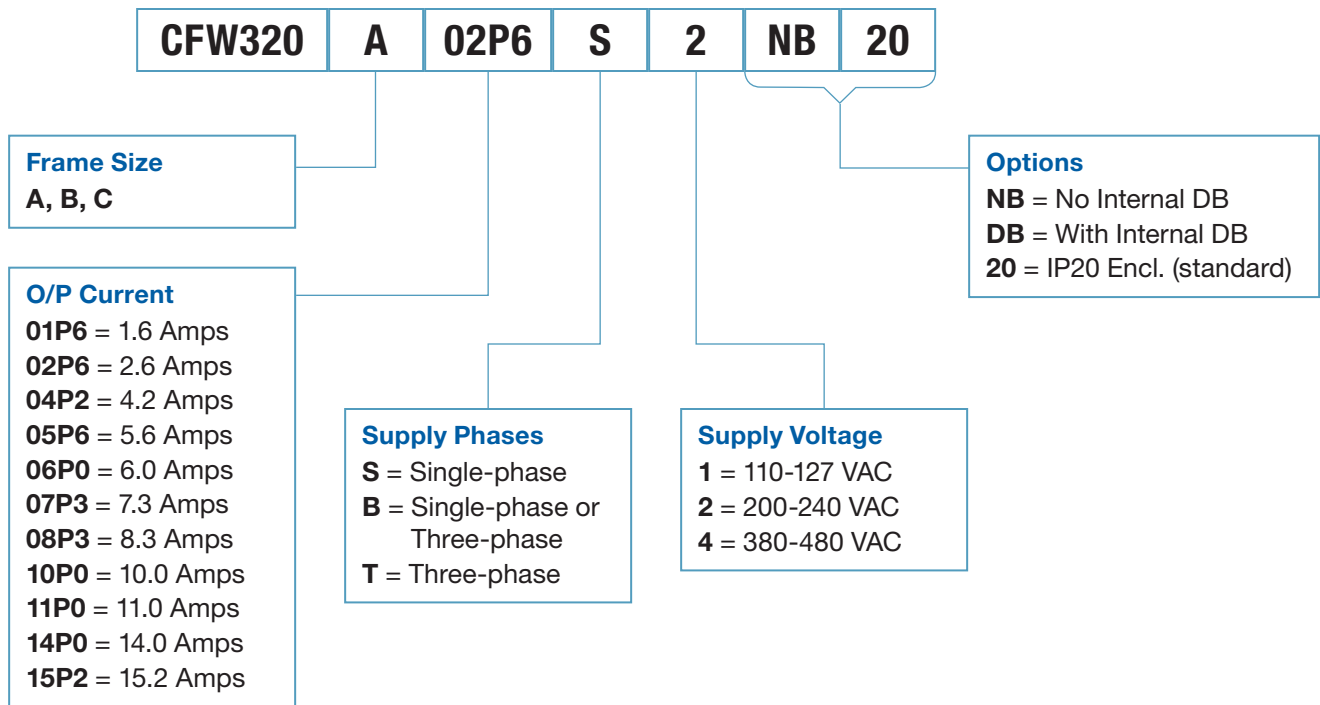 CFW320 A 02P6 S 2 NB 20
Frame Size
A, B, C
O/P Current
01P6 = 1.6 Amps
02P6 = 2.6 Amps
04P2 = 4.2 Amps
05P6 = 5.6 Amps
06P0 = 6.0 Amps
07P3 = 7.3 Amps
08P3 = 8.3 Amps
10P0 = 10.0 Amps
11P0 = 11.0 Amps
14P0 = 14.0 Amps
15P2 = 15.2 Amps
Supply Phases
S = Single-phase
B = Single-phase or
Three-phase
T = Three-phase
Supply Voltage
1 = 110-127 VAC
2 = 200-240 VAC
4 = 380-480 VAC
Options
NB = No Internal DB
DB = With Internal DB
20 = IP20 Encl. (standard)